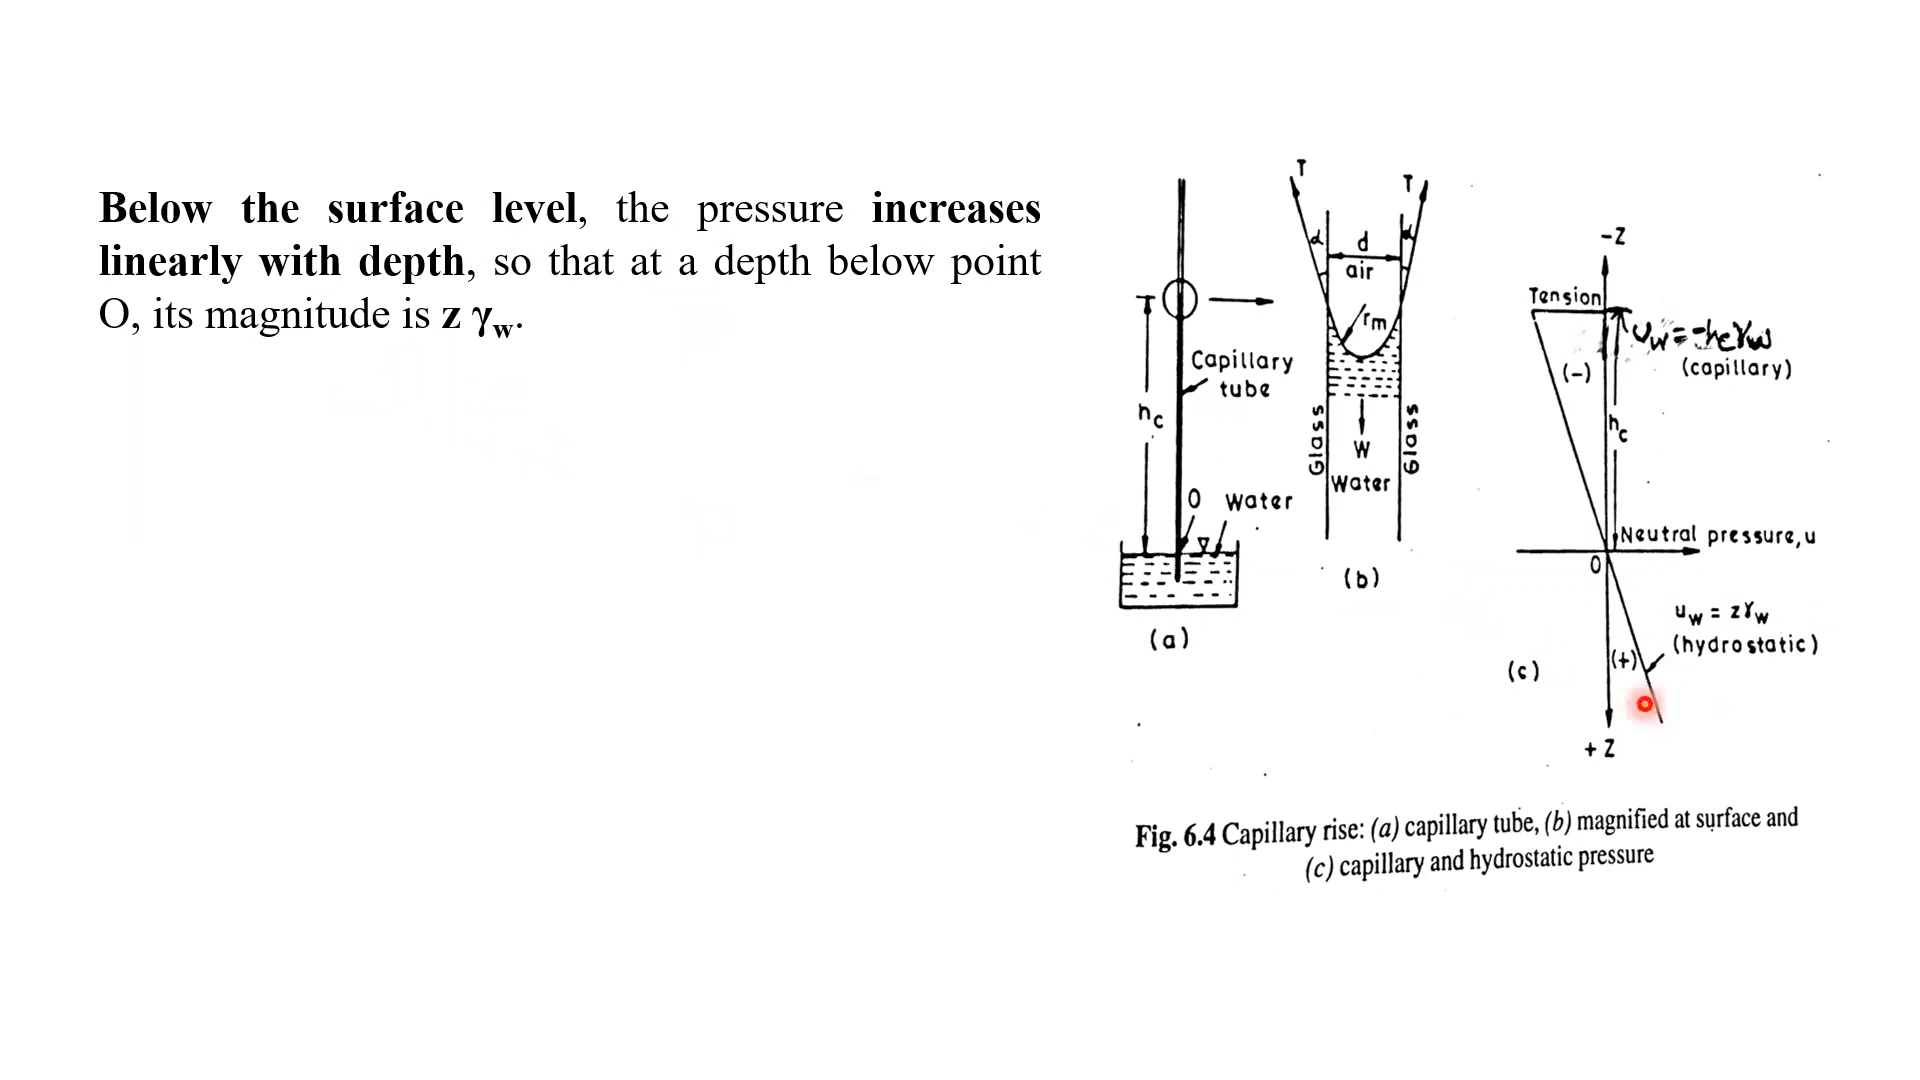 Below the surface level, the pressure increases
linearly with depth, so that at a depth below point
O, its magnitude is z γw.
T
T
α
d
α
air
rm
hc
Capillary
tube
Glass
W
Water
Glass
O
Water
(a)
(b)
-Z
Tension
uw = -hcγw
(capillary)
(-)
hc
Neutral pressure, u
O
uw = zγw
(hydrostatic)
(+)
(c)
+Z
Fig. 6.4 Capillary rise: (a) capillary tube, (b) magnified at surface and
(c) capillary and hydrostatic pressure